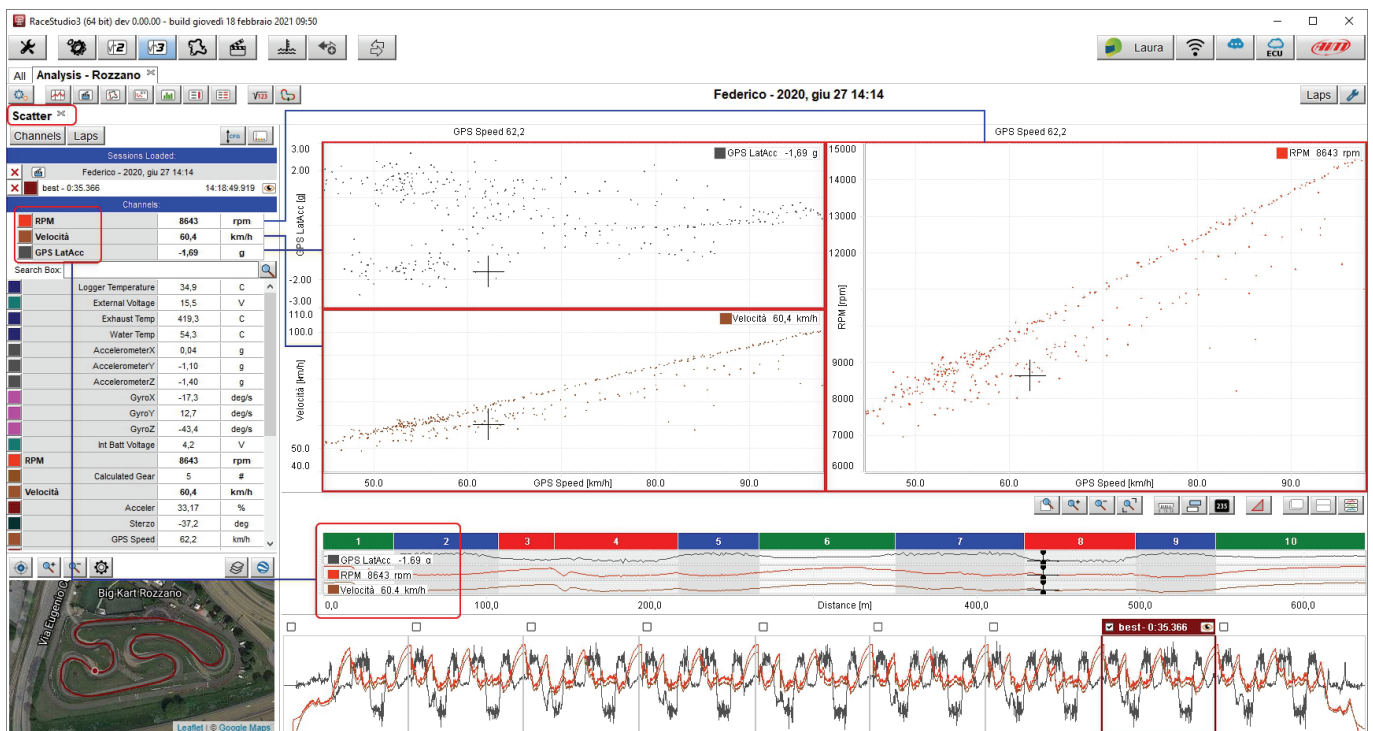 RaceStudio3 (64 bit) dev 0.00.00 - build giovedì 18 febbraio 2021 09:50
Laura
ECU
AiM
All Analysis - Rozzano
Federico - 2020, giu 27 14:14
Laps
Scatter
Channels Laps
CFG
Sessions Loaded:
Federico - 2020, giu 27 14:14
best - 0:35.366 14:18:49.919
Channels:
RPM 8643 rpm
Velocità 60,4 km/h
GPS LatAcc -1,69 g
Search Box:
Logger Temperature 34,9 C
External Voltage 15,5 V
Exhaust Temp 419,3 C
Water Temp 54,3 C
AccelerometerX 0,04 g
AccelerometerY -1,10 g
AccelerometerZ -1,40 g
GyroX -17,3 deg/s
GyroY 12,7 deg/s
GyroZ -43,4 deg/s
Int Batt Voltage 4,2 V
RPM 8643 rpm
Calculated Gear 5 #
Velocità 60,4 km/h
Acceler 33,17 %
Sterzo -37,2 deg
GPS Speed 62,2 km/h
Via Eugenio
Big Kart Rozzano
Leaflet | © Google Maps
GPS Speed 62,2
GPS LatAcc -1,69 g
3.00
2.00
GPS LatAcc [g]
-2.00
-3.00
110.0
100.0
Velocità 60,4 km/h
Velocità [km/h]
50.0
40.0
50.0 60.0 GPS Speed [km/h] 80.0 90.0
GPS Speed 62,2
RPM 8643 rpm
15000
14000
13000
12000
RPM [rpm]
9000
8000
7000
6000
50.0 60.0 GPS Speed [km/h] 80.0 90.0
235
1 2 3 4 5 6 7 8 9 10
GPS LatAcc -1.69 g
RPM 8643 rpm
Velocità 60.4 km/h
0,0 100,0 200,0 Distance [m] 400,0 500,0 600,0
best - 0:35.366